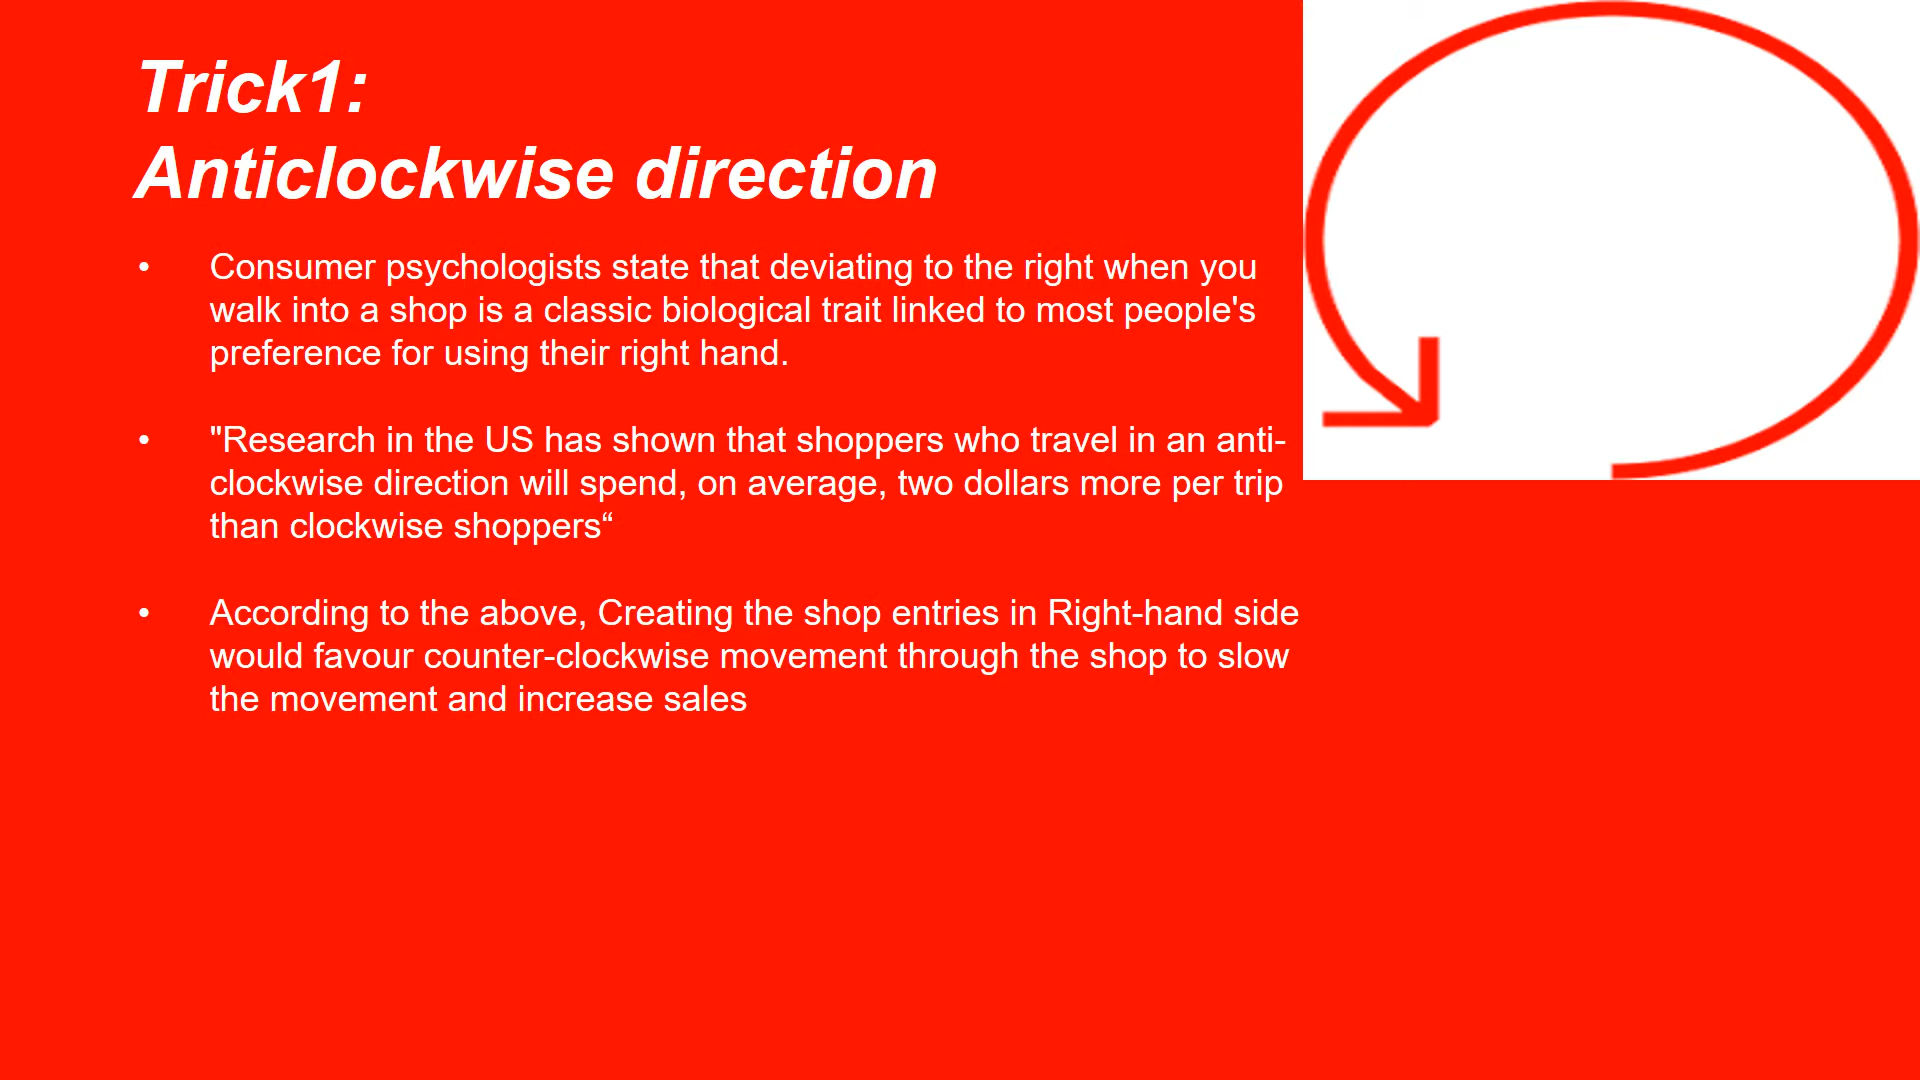 Trick1:
Anticlockwise direction
• Consumer psychologists state that deviating to the right when you
walk into a shop is a classic biological trait linked to most people's
preference for using their right hand.
• "Research in the US has shown that shoppers who travel in an anti-
clockwise direction will spend, on average, two dollars more per trip
than clockwise shoppers“
• According to the above, Creating the shop entries in Right-hand side
would favour counter-clockwise movement through the shop to slow
the movement and increase sales